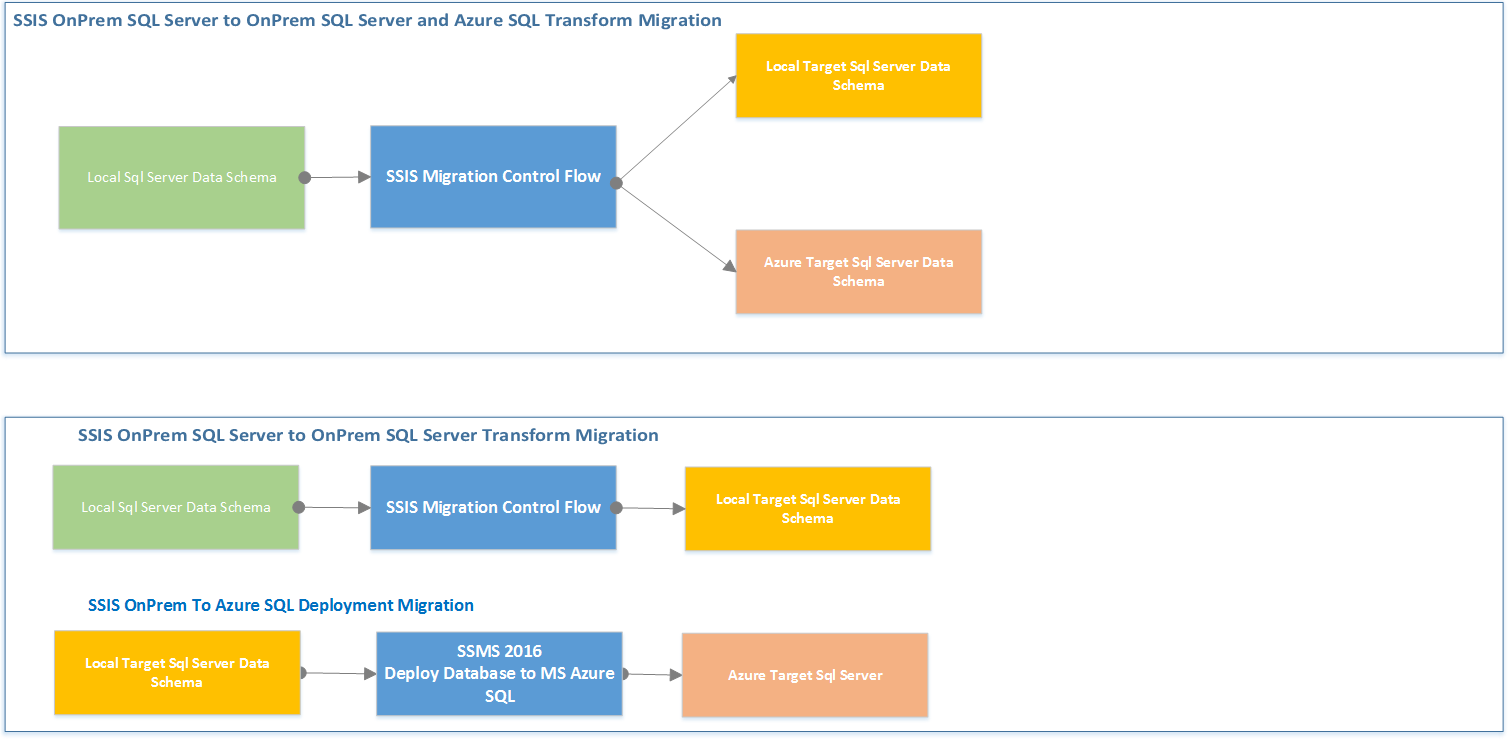 SSIS OnPrem SQL Server to OnPrem SQL Server and Azure SQL Transform Migration
Local Target Sql Server Data
Schema
Local Sql Server Data Schema
SSIS Migration Control Flow
Azure Target Sql Server Data
Schema
SSIS OnPrem SQL Server to OnPrem SQL Server Transform Migration
Local Sql Server Data Schema
SSIS Migration Control Flow
Local Target Sql Server Data
Schema
SSIS OnPrem To Azure SQL Deployment Migration
Local Target Sql Server Data
Schema
SSMS 2016
Deploy Database to MS Azure
SQL
Azure Target Sql Server